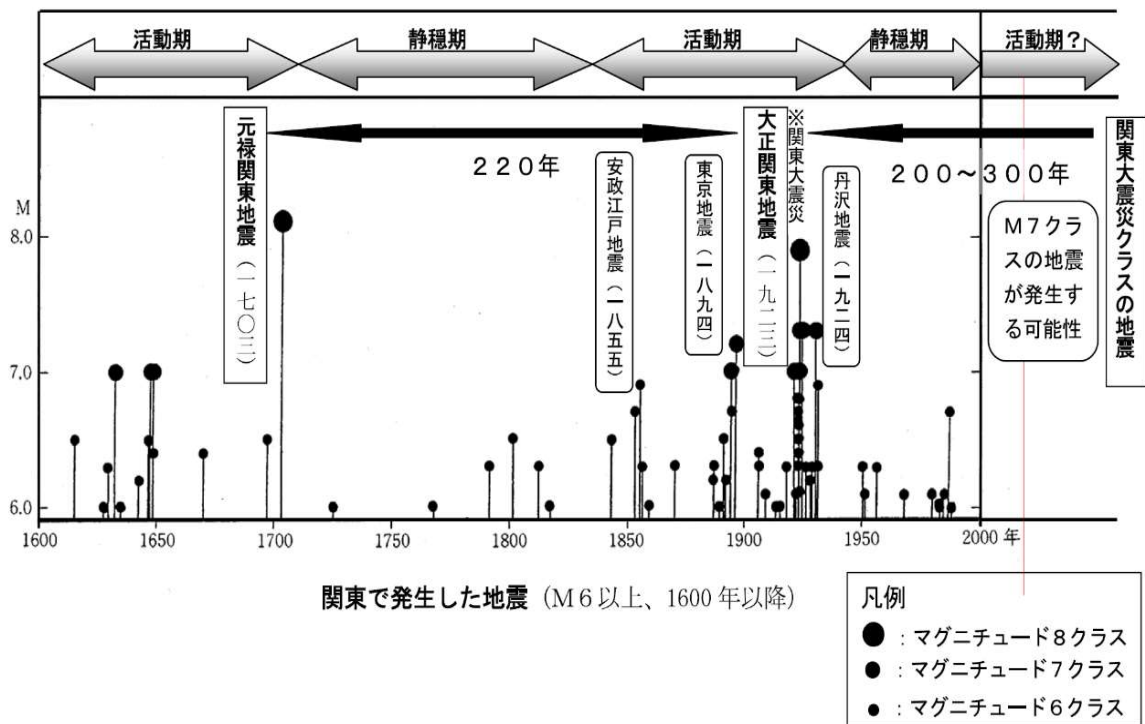 活動期
静穏期
活動期
静穏期
活動期?
元禄関東地震(一七〇三)
220年
安政江戸地震(一八五五)
東京地震(一八九四)
大正関東地震(一九二三)
※関東大震災
丹沢地震(一九二四)
200〜300年
M7クラ
スの地震
が発生す
る可能性
関東大震災クラスの地震
M
8.0
7.0
6.0
1600
1650
1700
1750
1800
1850
1900
1950
2000 年
関東で発生した地震(M6以上、1600 年以降)
凡例
:マグニチュード8クラス
:マグニチュード7クラス
:マグニチュード6クラス